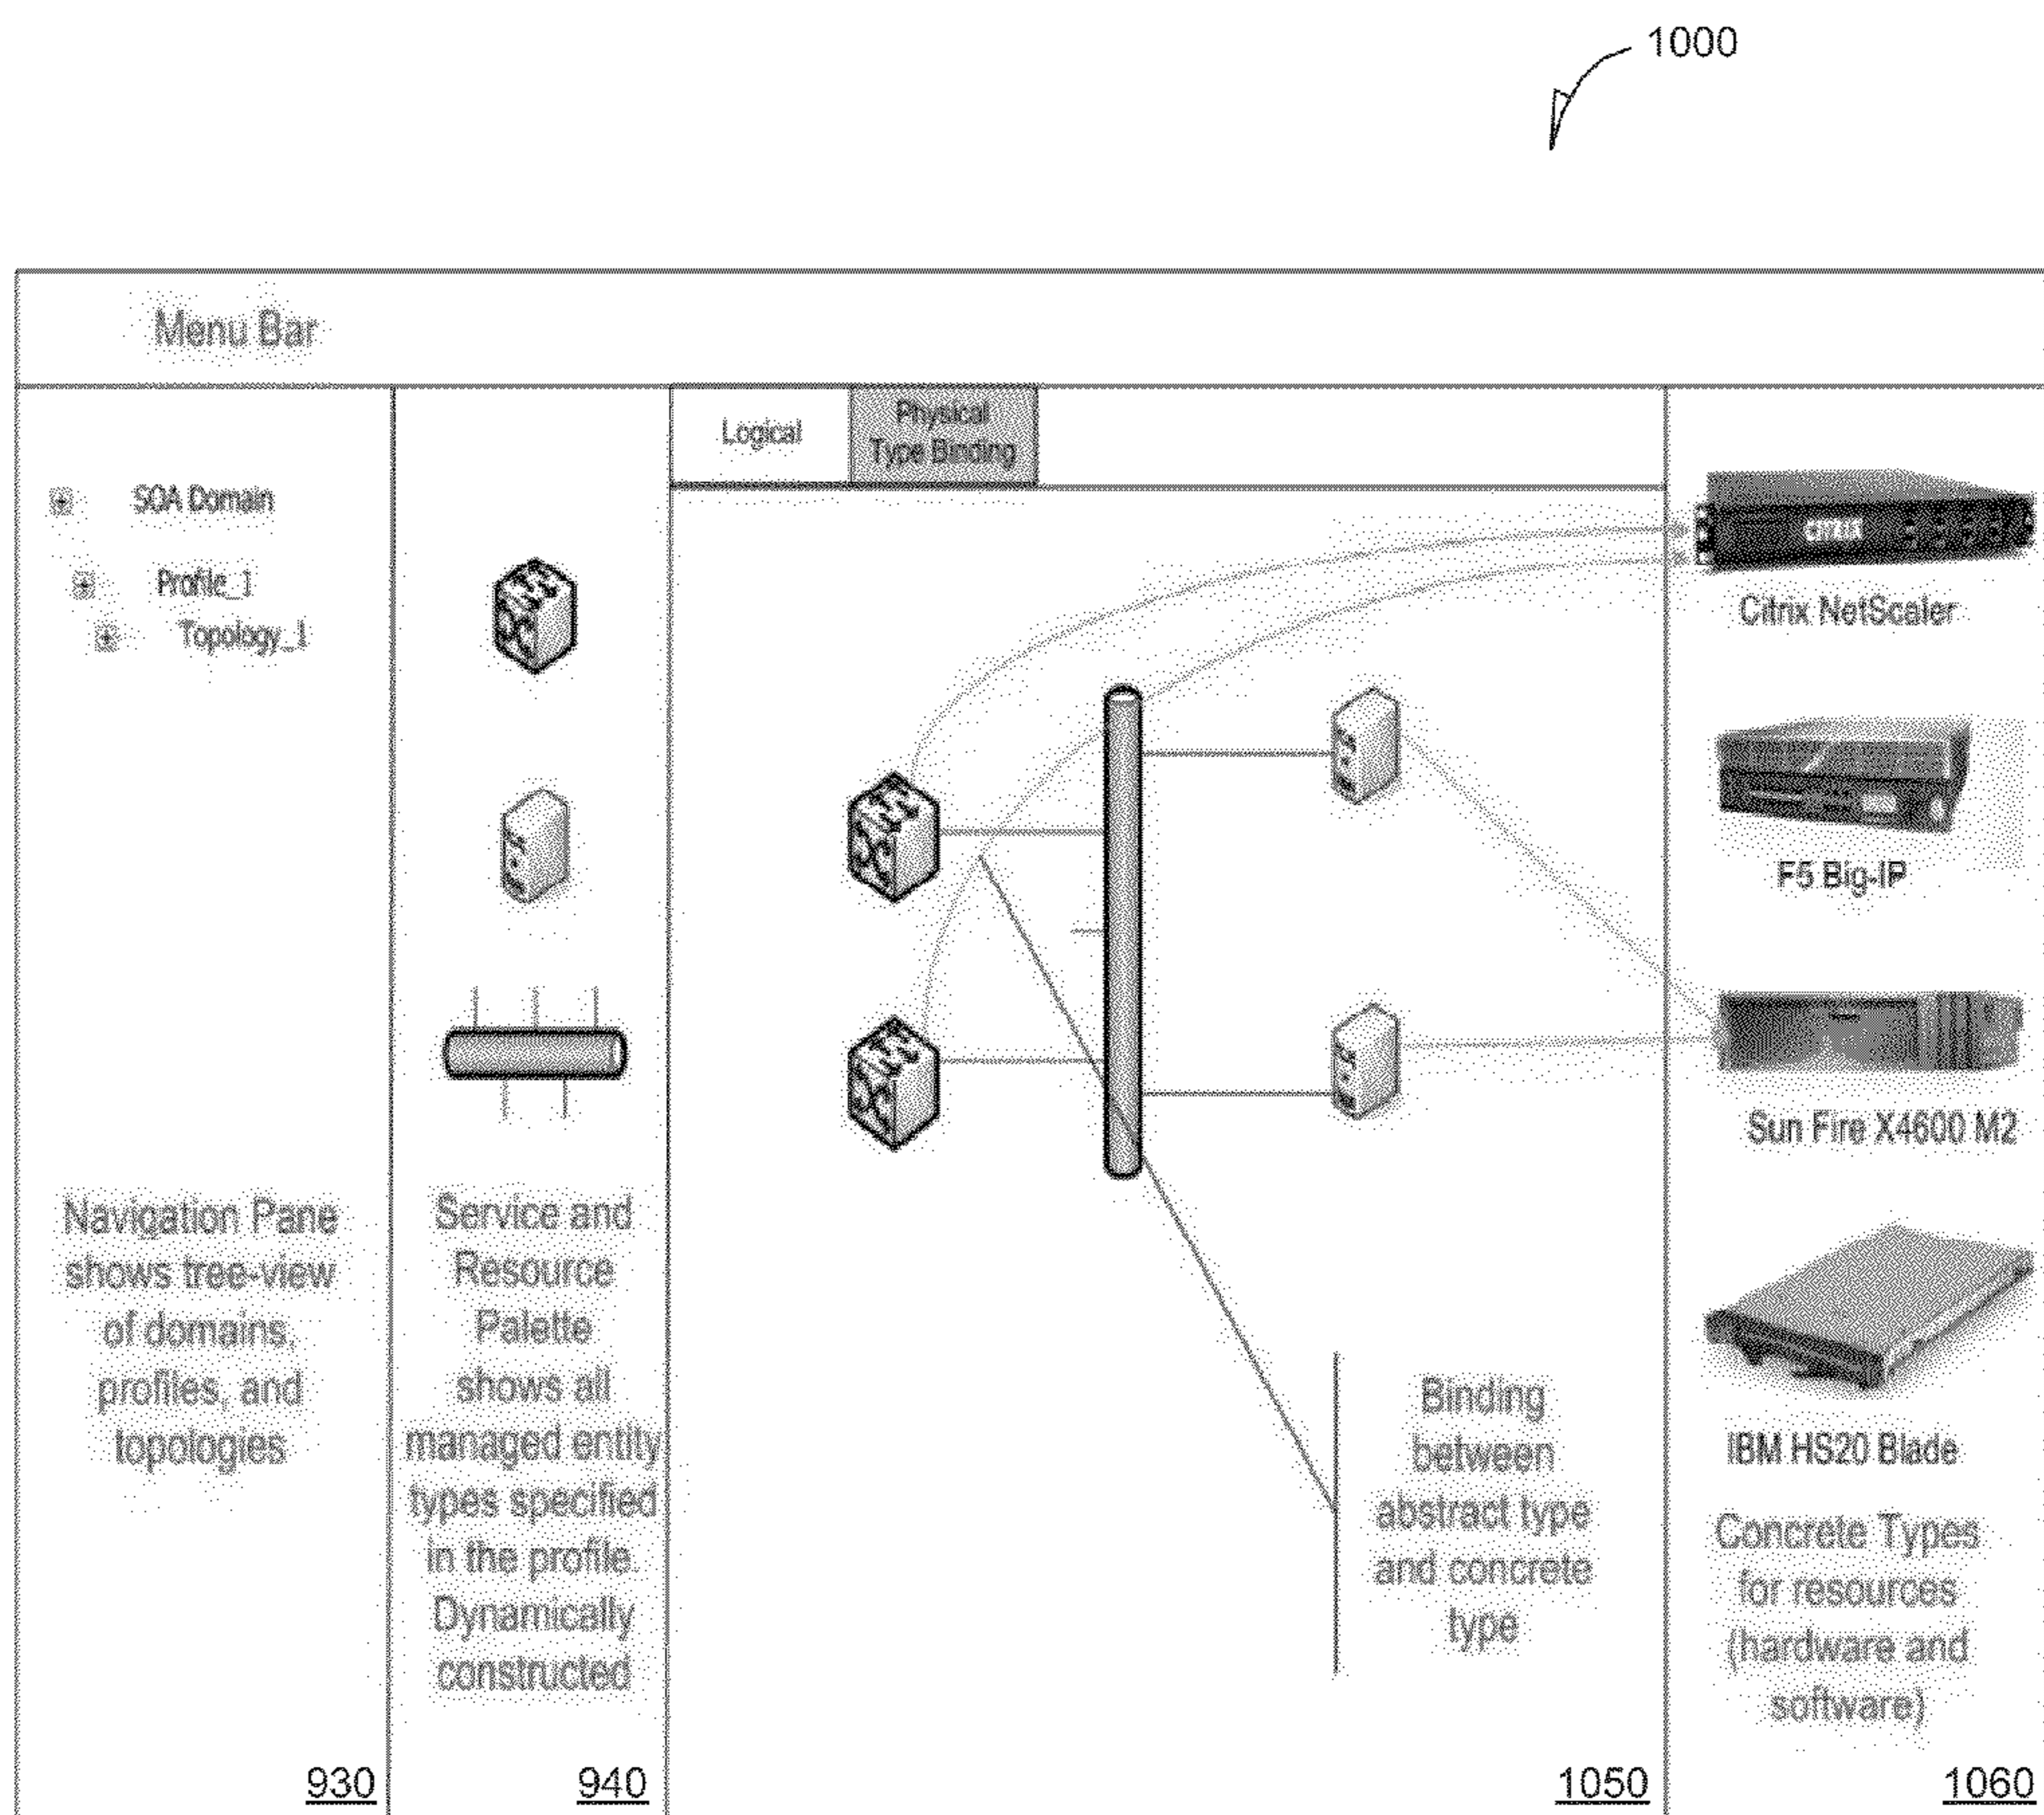 1000
Menu Bar
SOA Domain
Profile_1
Topology_1
Navigation Pane
shows tree-view
of domains,
profiles, and
topologies
930
Service and
Resource
Palette
shows all
managed entity
types specified
in the profile.
Dynamically
constructed
940
Logical
Physical
Type Binding
Binding
between
abstract type
and concrete
type
1050
CITRIX
Citrix NetScaler
F5 Big-IP
Sun Fire X4600 M2
IBM HS20 Blade
Concrete Types
for resources
(hardware and
software)
1060